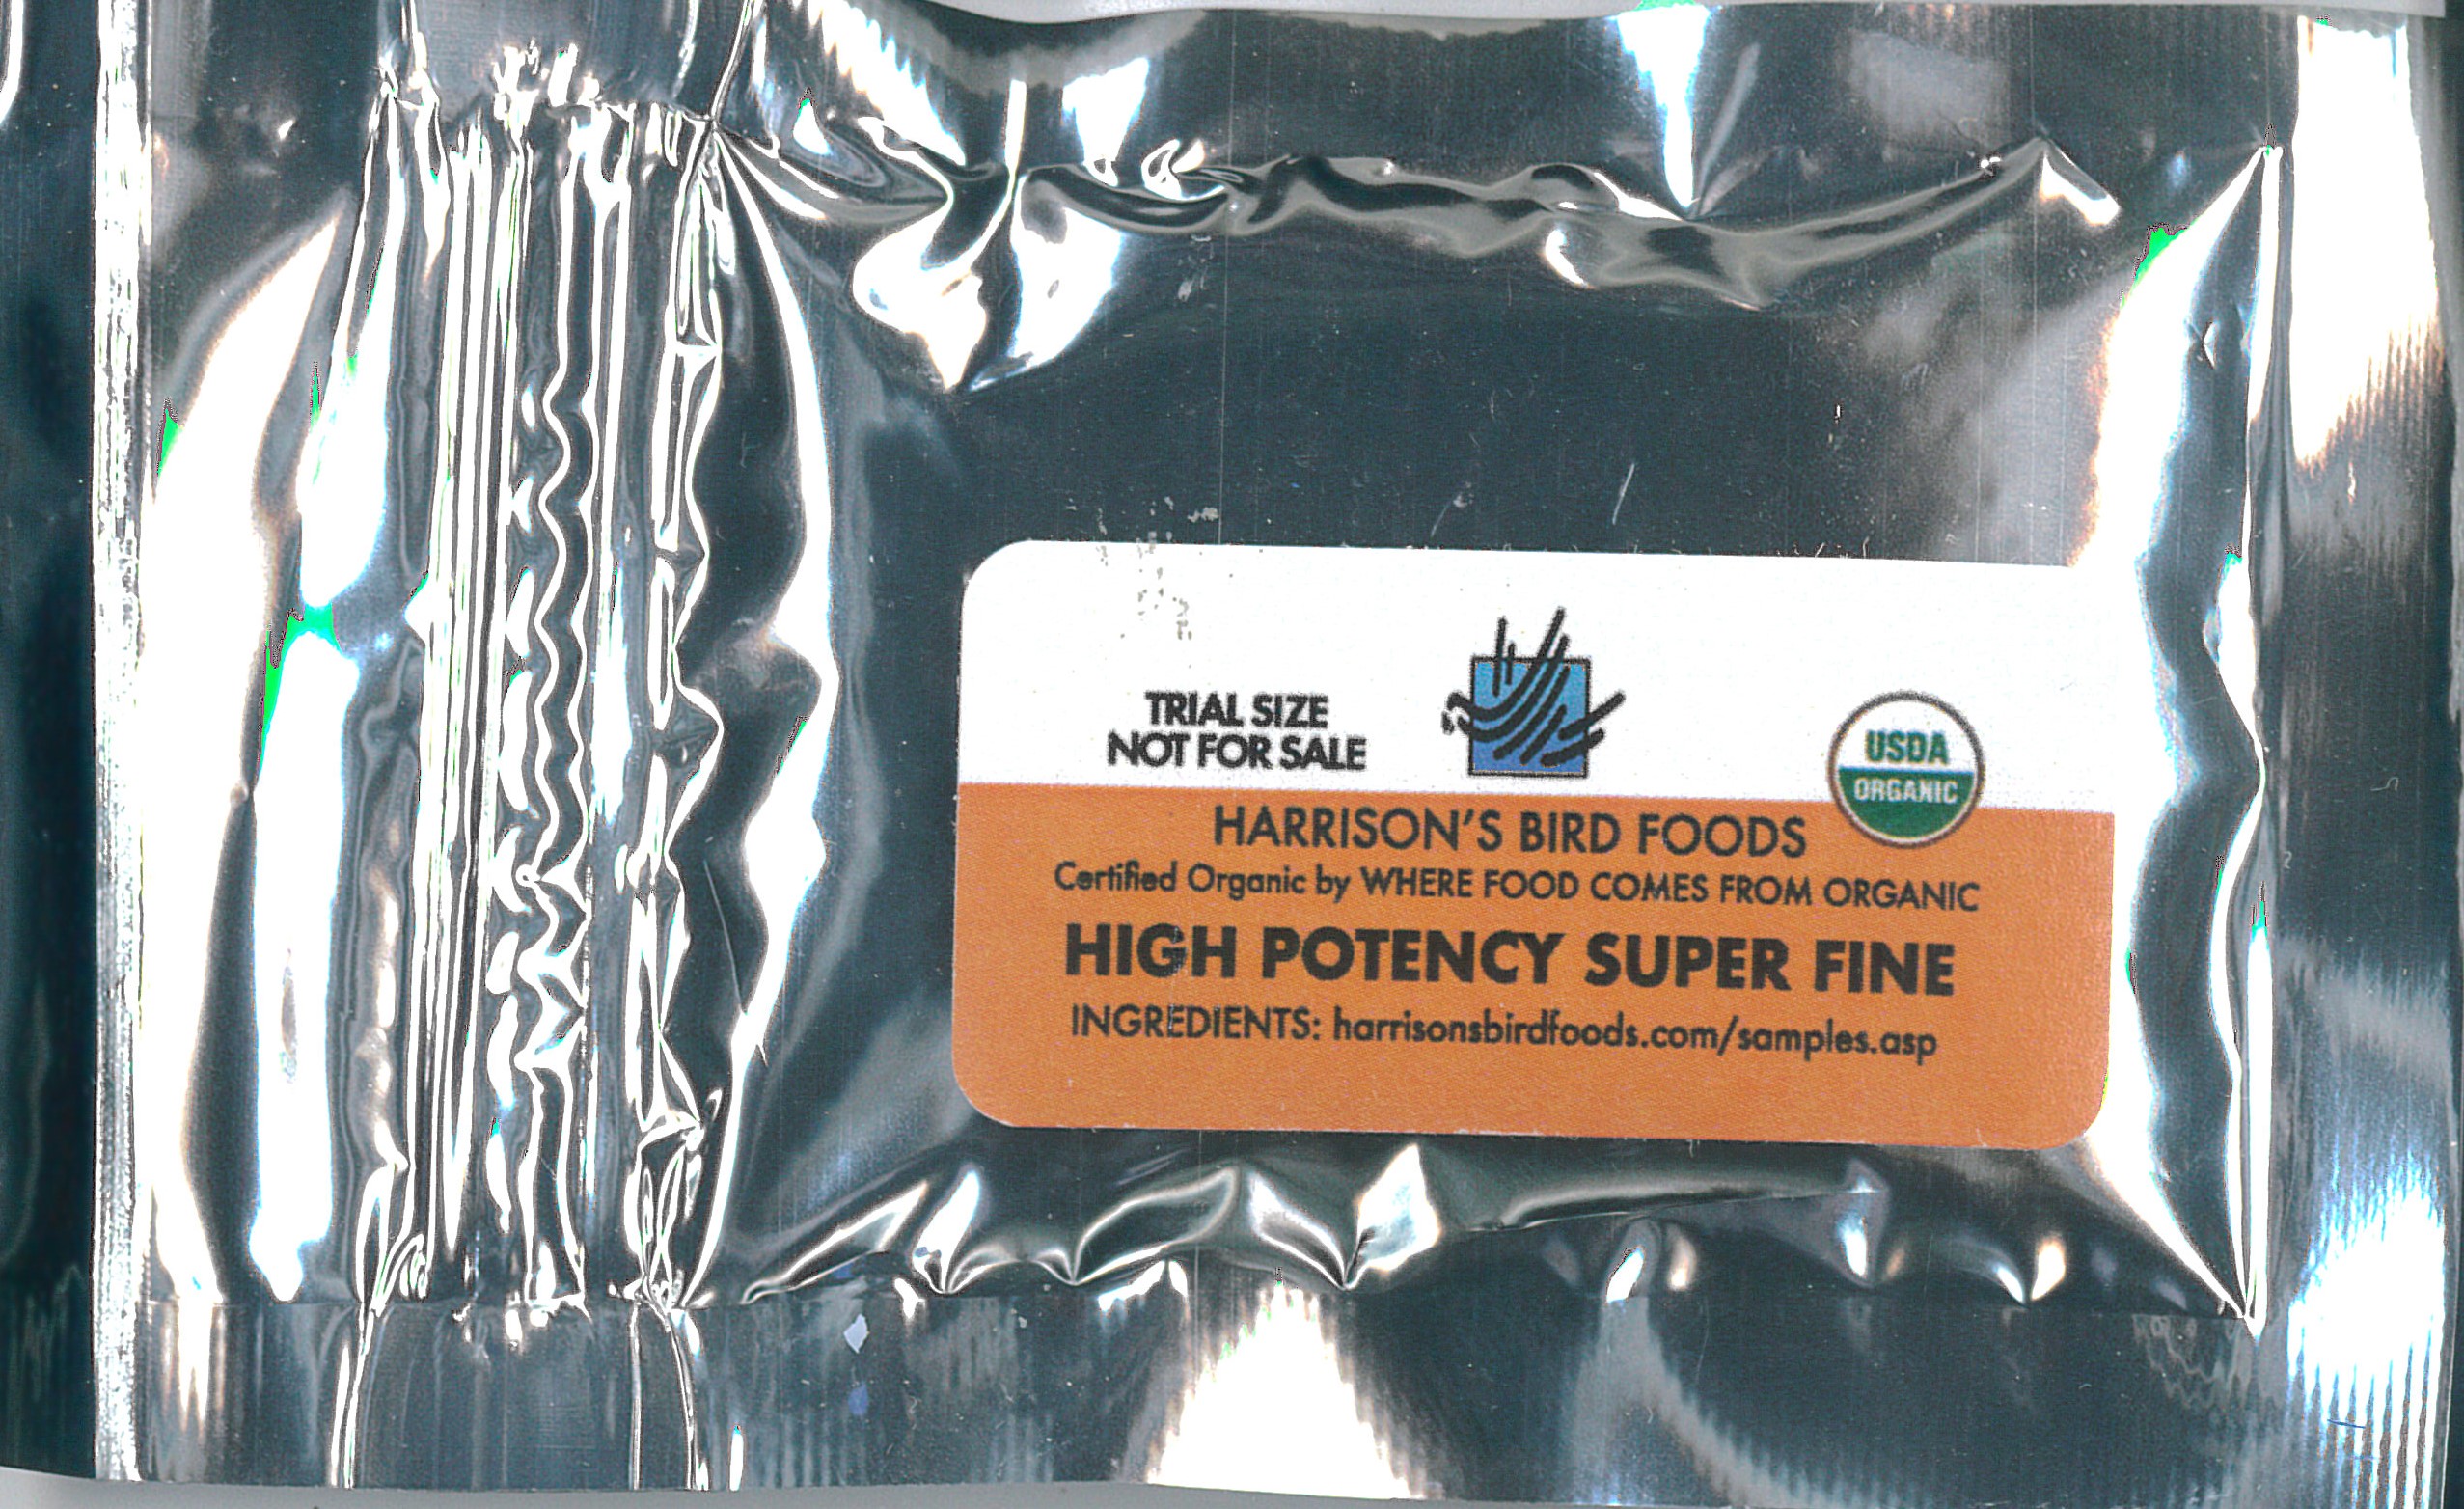 TRIAL SIZE
NOT FOR SALE
USDA
ORGANIC
HARRISON'S BIRD FOODS
Certified Organic by WHERE FOOD COMES FROM ORGANIC
HIGH POTENCY SUPER FINE
INGREDIENTS: harrisonsbirdfoods.com/samples.asp